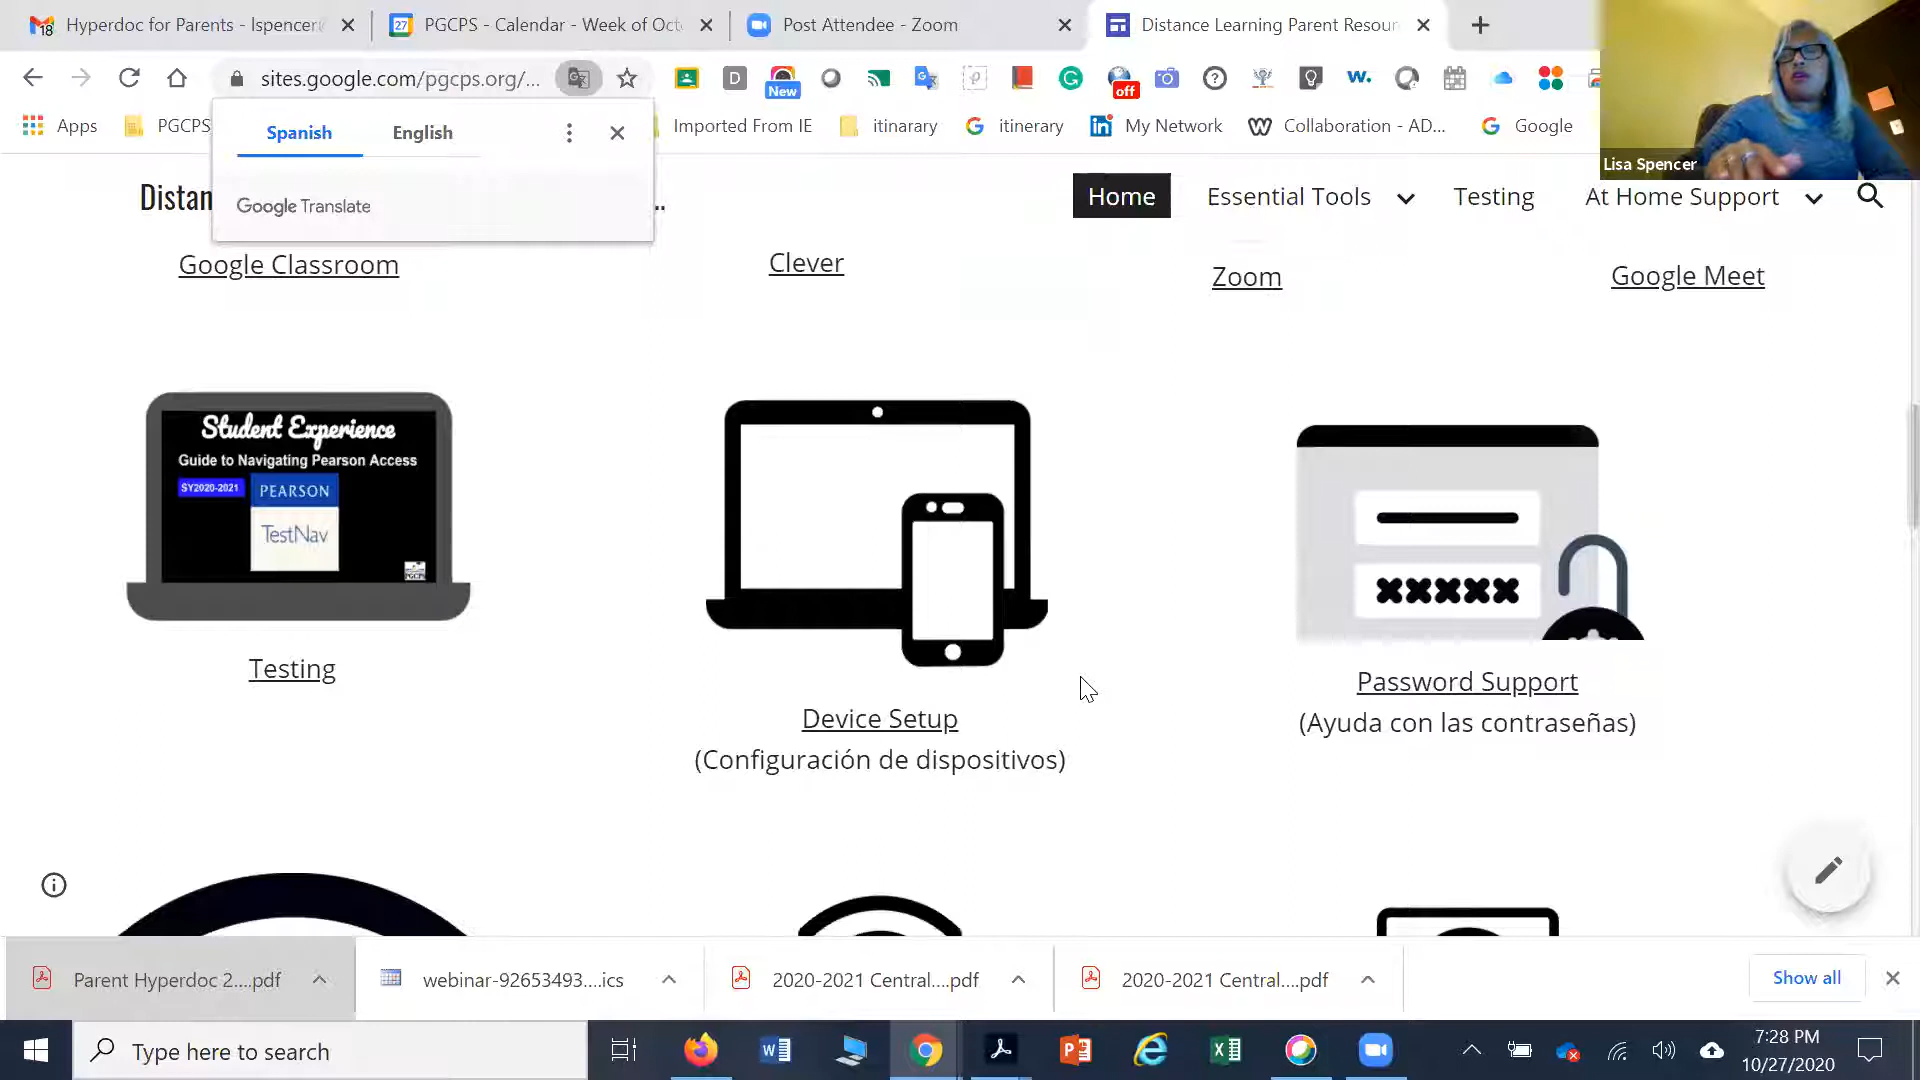 Hyperdoc for Parents - lspencer
PGCPS - Calendar - Week of Octo
Post Attendee - Zoom
Distance Learning Parent Resour
sites.google.com/pgcps.org/...
New
off
Apps
PGCPS
Imported From IE
itinarary
itinerary
My Network
Collaboration - AD...
Google
Spanish
English
Google Translate
Lisa Spencer
Distan
..
Home
Essential Tools
Testing
At Home Support
Google Classroom
Clever
Zoom
Google Meet
Student Experience
Guide to Navigating Pearson Access
SY2020-2021
PEARSON
TestNav
PGCPS
Testing
Device Setup
(Configuración de dispositivos)
xxxxx
Password Support
(Ayuda con las contraseñas)
Parent Hyperdoc 2....pdf
webinar-92653493....ics
2020-2021 Central....pdf
2020-2021 Central....pdf
Show all
Type here to search
7:28 PM
10/27/2020